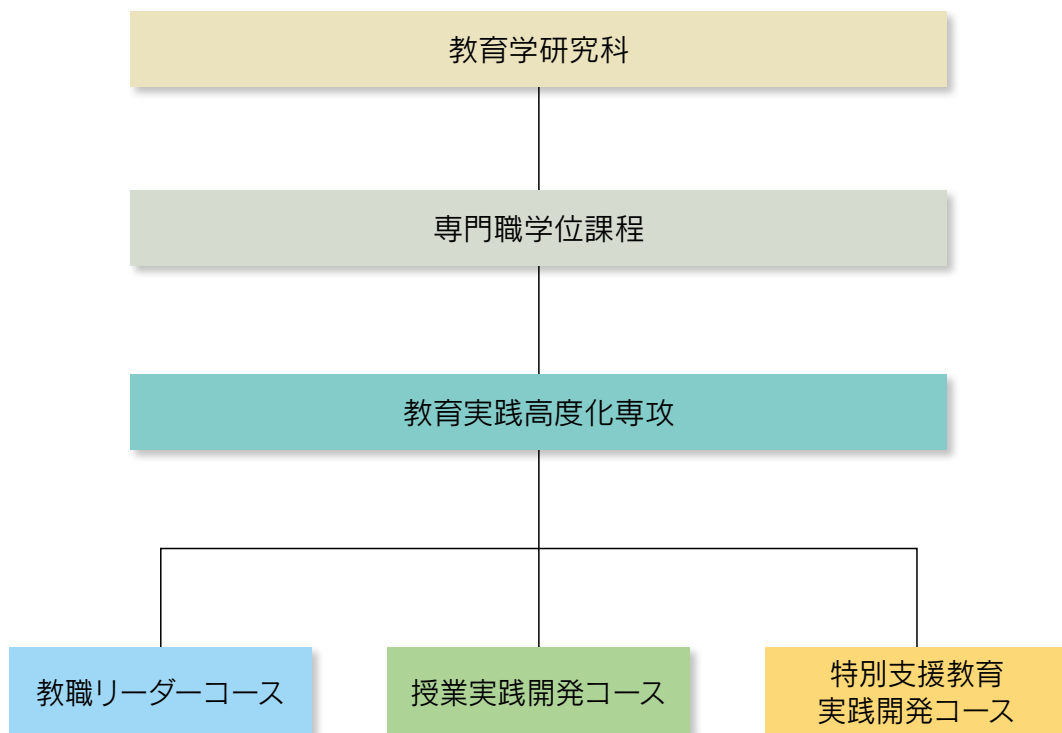 教育学研究科
専門職学位課程
教育実践高度化専攻
教職リーダーコース
授業実践開発コース
特別支援教育
実践開発コース